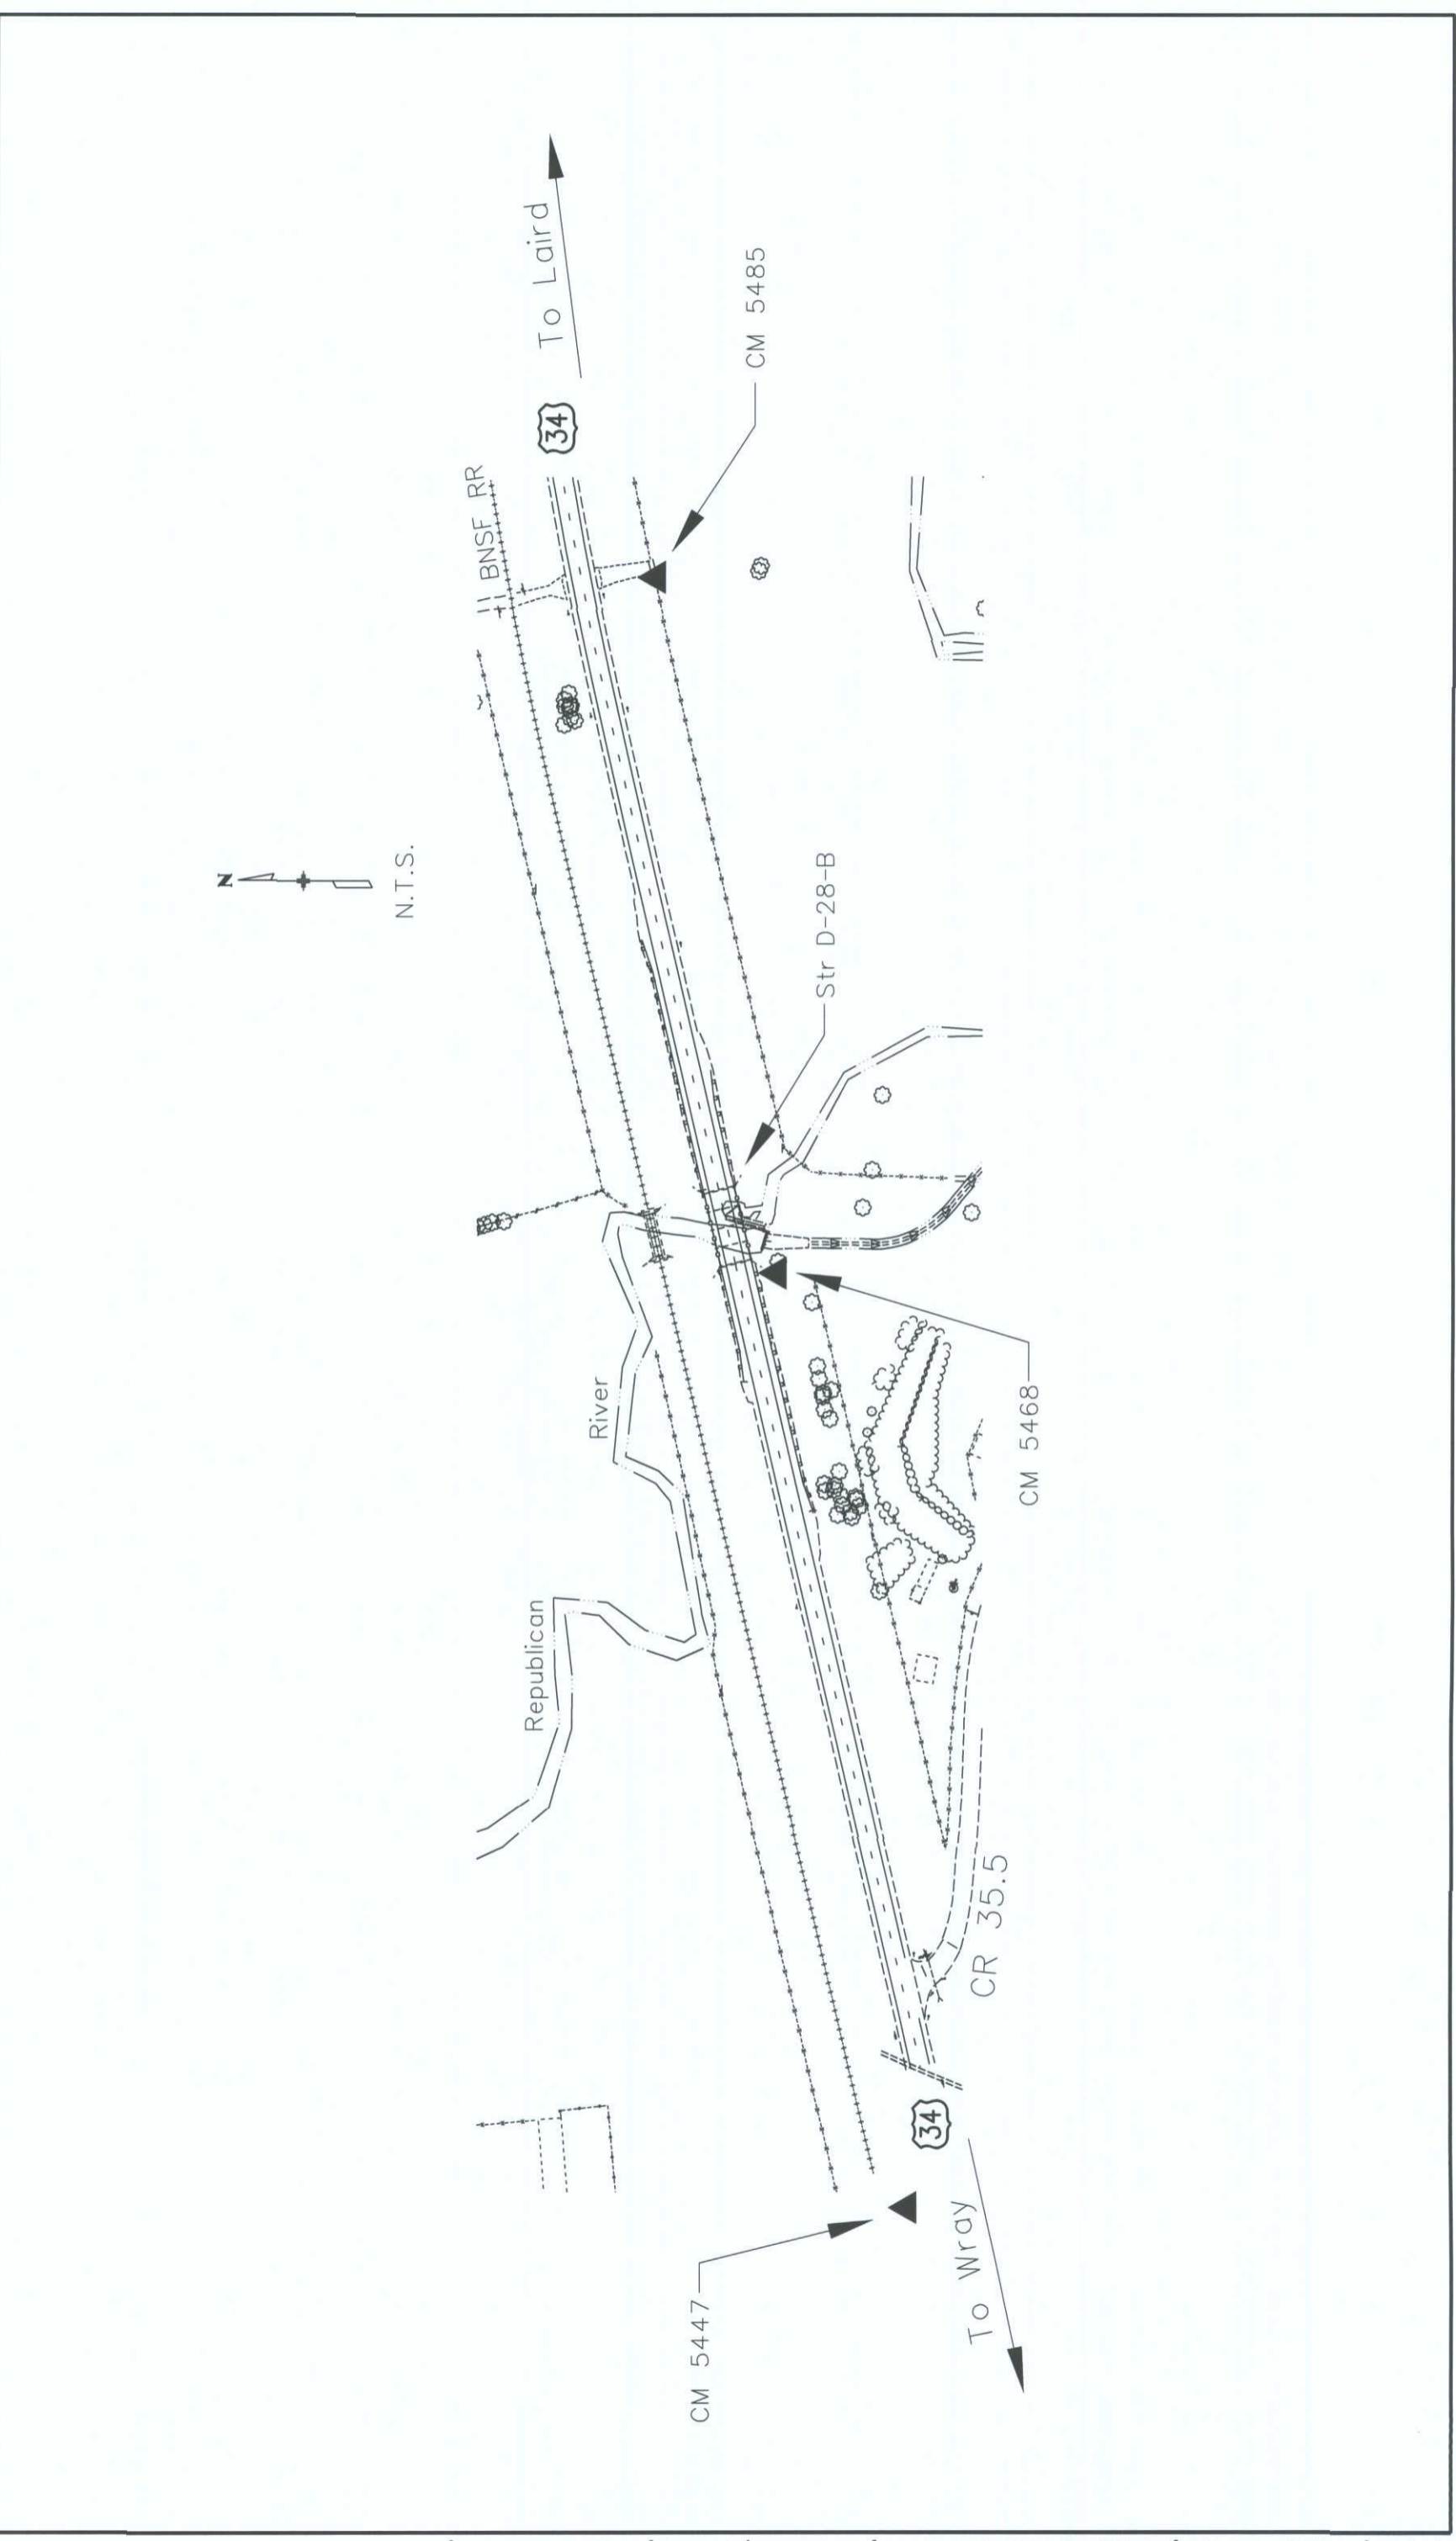 N
N.T.S.
BNSF RR
34
To Laird
CM 5485
Str D-28-B
River
Republican
CM 5468
CR 35.5
34
To Wray
CM 5447